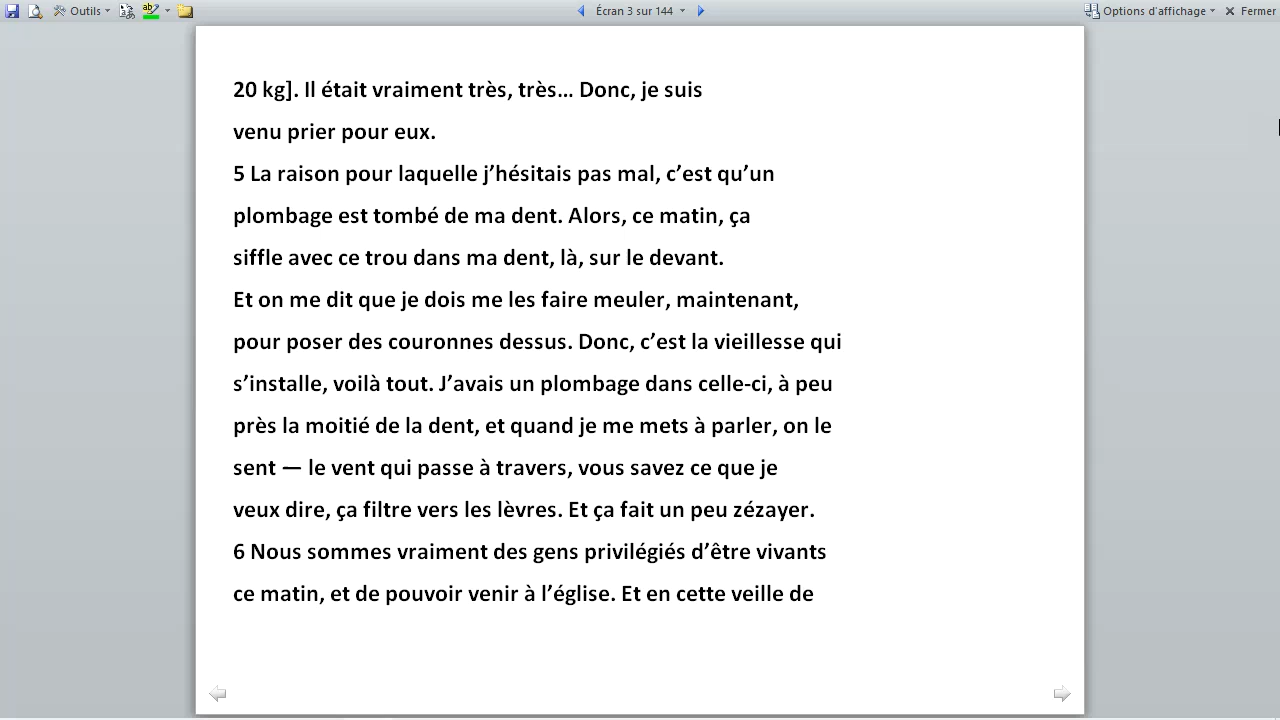 Outils
Écran 3 sur 144
Options d'affichage
Fermer
20 kg]. Il était vraiment très, très… Donc, je suis
venu prier pour eux.
5 La raison pour laquelle j’hésitais pas mal, c’est qu’un
plombage est tombé de ma dent. Alors, ce matin, ça
siffle avec ce trou dans ma dent, là, sur le devant.
Et on me dit que je dois me les faire meuler, maintenant,
pour poser des couronnes dessus. Donc, c’est la vieillesse qui
s’installe, voilà tout. J’avais un plombage dans celle-ci, à peu
près la moitié de la dent, et quand je me mets à parler, on le
sent — le vent qui passe à travers, vous savez ce que je
veux dire, ça filtre vers les lèvres. Et ça fait un peu zézayer.
6 Nous sommes vraiment des gens privilégiés d’être vivants
ce matin, et de pouvoir venir à l’église. Et en cette veille de